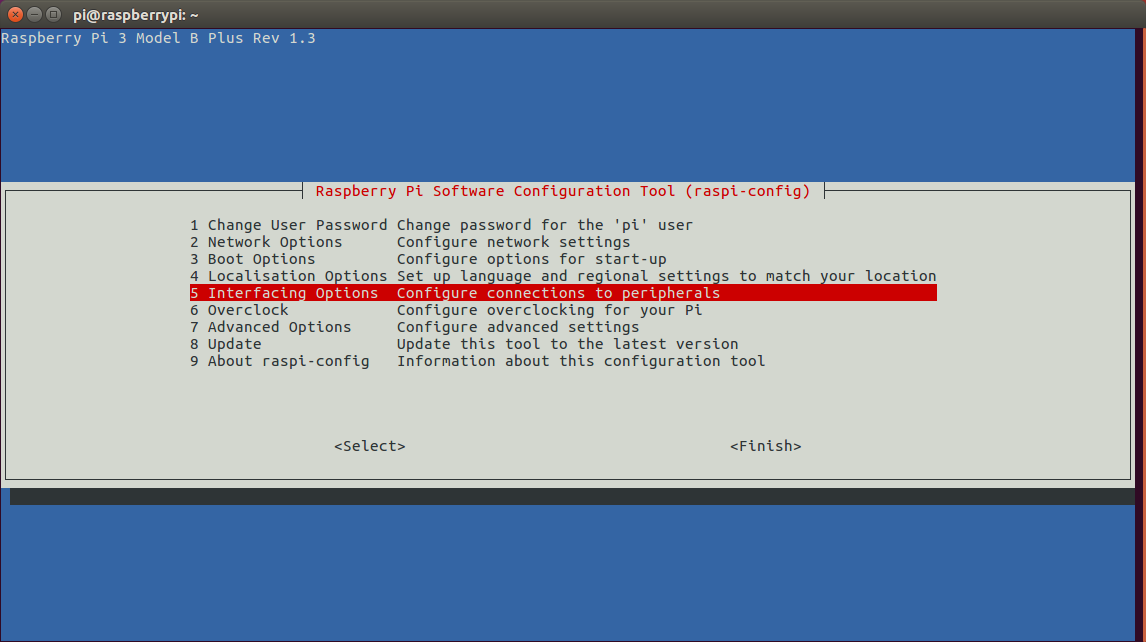 pi@raspberrypi: ~
Raspberry Pi 3 Model B Plus Rev 1.3
Raspberry Pi Software Configuration Tool (raspi-config)
1 Change User Password Change password for the 'pi' user
2 Network Options Configure network settings
3 Boot Options Configure options for start-up
4 Localisation Options Set up language and regional settings to match your location
5 Interfacing Options Configure connections to peripherals
6 Overclock Configure overclocking for your Pi
7 Advanced Options Configure advanced settings
8 Update Update this tool to the latest version
9 About raspi-config Information about this configuration tool
<Select> <Finish>